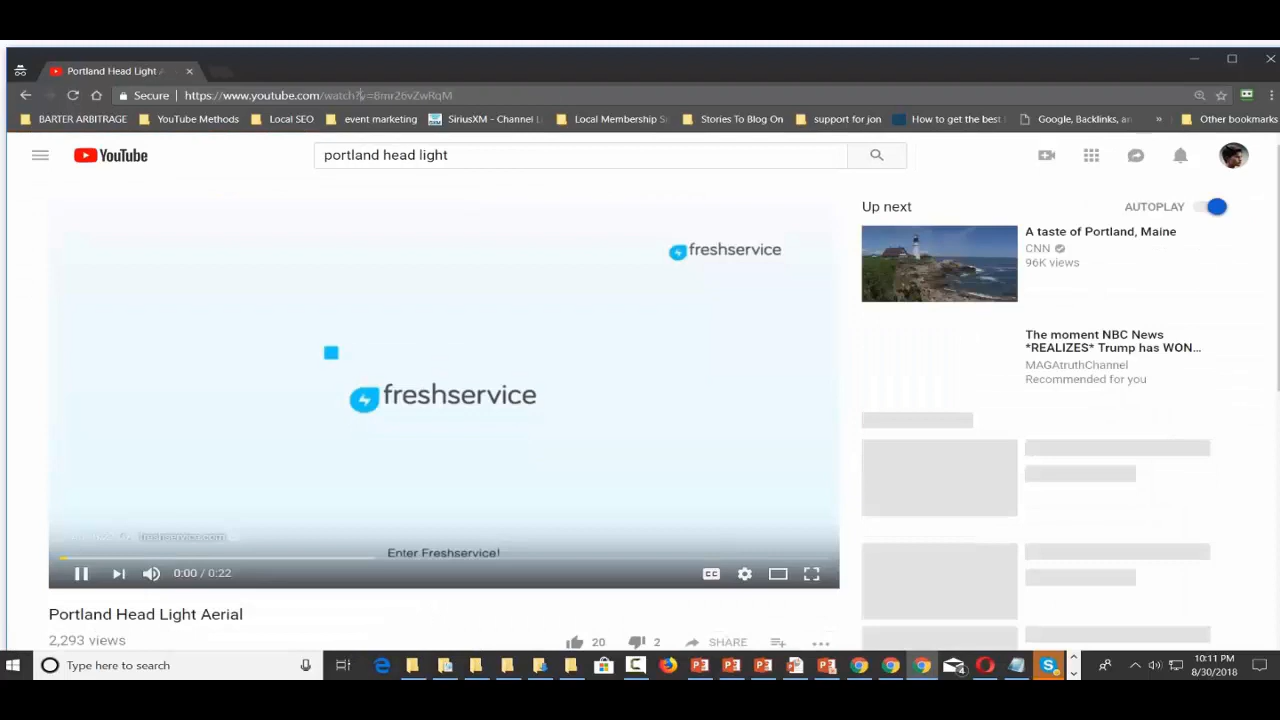 Portland Head Light A
Secure
https://www.youtube.com/watch?v=8mr26vZwRqM
BARTER ARBITRAGE
YouTube Methods
Local SEO
event marketing
SiriusXM - Channel L
Local Membership S
Stories To Blog On
support for jon
How to get the best
Google, Backlinks, an
»
Other bookmarks
YouTube
portland head light
Up next
AUTOPLAY
freshservice
freshservice
A taste of Portland, Maine
CNN
96K views
The moment NBC News
*REALIZES* Trump has WON...
MAGAtruthChannel
Recommended for you
freshservice.com
Enter Freshservice!
0:00 / 0:22
CC
Portland Head Light Aerial
2,293 views
20
2
SHARE
Type here to search
4
10:11 PM
8/30/2018